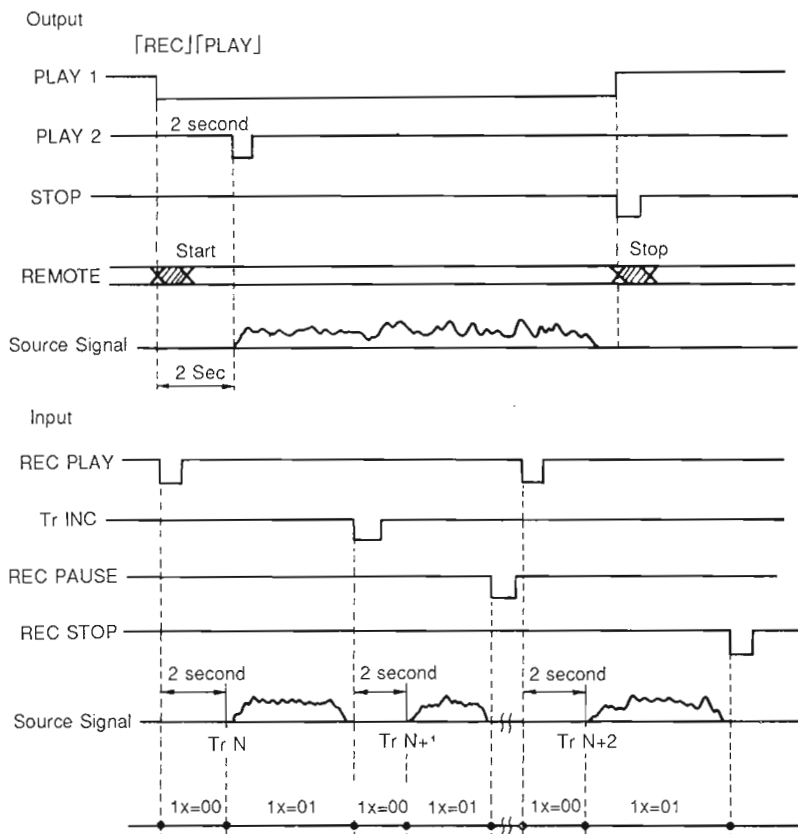 Output
「REC」「PLAY」
PLAY 1
2 second
PLAY 2
STOP
Start
Stop
REMOTE
Source Signal
2 Sec
Input
REC PLAY
Tr INC
REC PAUSE
REC STOP
2 second 2 second 2 second
Source Signal
Tr N Tr N+1 Tr N+2
1x=00 1x=01 1x=00 1x=01 1x=00 1x=01